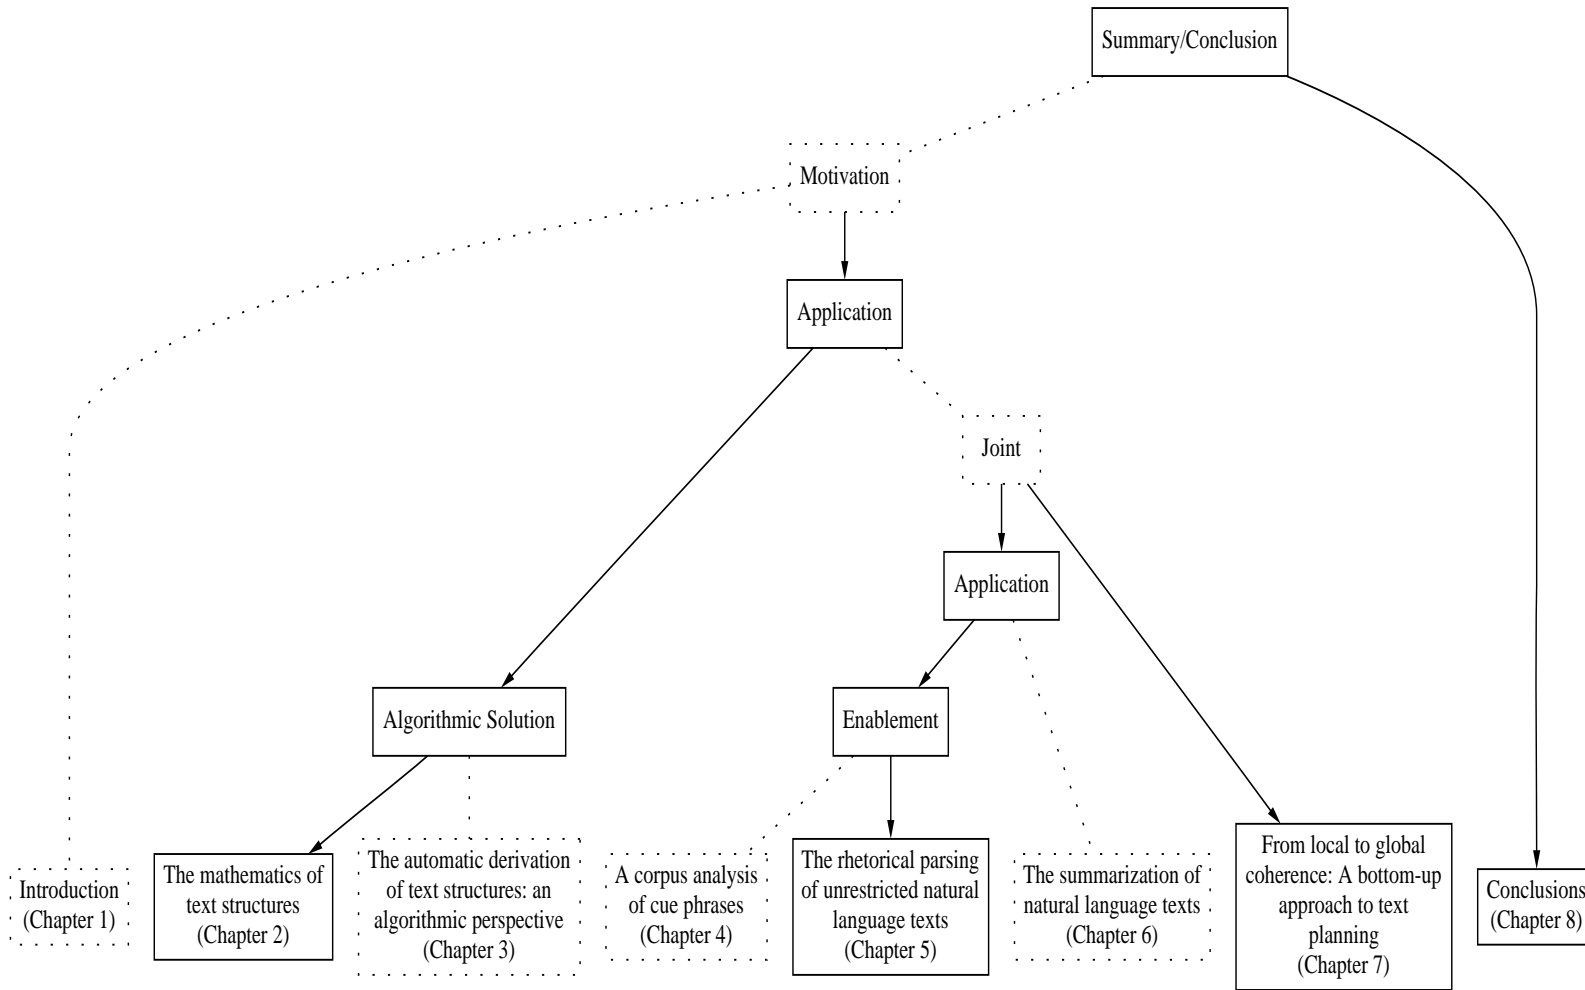 Summary/Conclusion
Motivation
Application
Joint
Application
Algorithmic Solution
Enablement
Introduction
(Chapter 1)
The mathematics of
text structures
(Chapter 2)
The automatic derivation
of text structures: an
algorithmic perspective
(Chapter 3)
A corpus analysis
of cue phrases
(Chapter 4)
The rhetorical parsing
of unrestricted natural
language texts
(Chapter 5)
The summarization of
natural language texts
(Chapter 6)
From local to global
coherence: A bottom-up
approach to text
planning
(Chapter 7)
Conclusions
(Chapter 8)